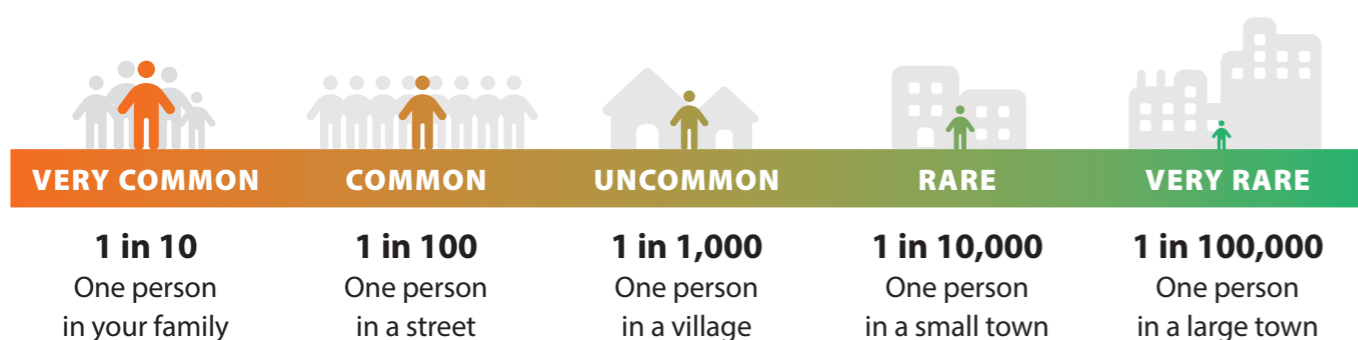 VERY COMMON
COMMON
UNCOMMON
RARE
VERY RARE
1 in 10
One person
in your family
1 in 100
One person
in a street
1 in 1,000
One person
in a village
1 in 10,000
One person
in a small town
1 in 100,000
One person
in a large town